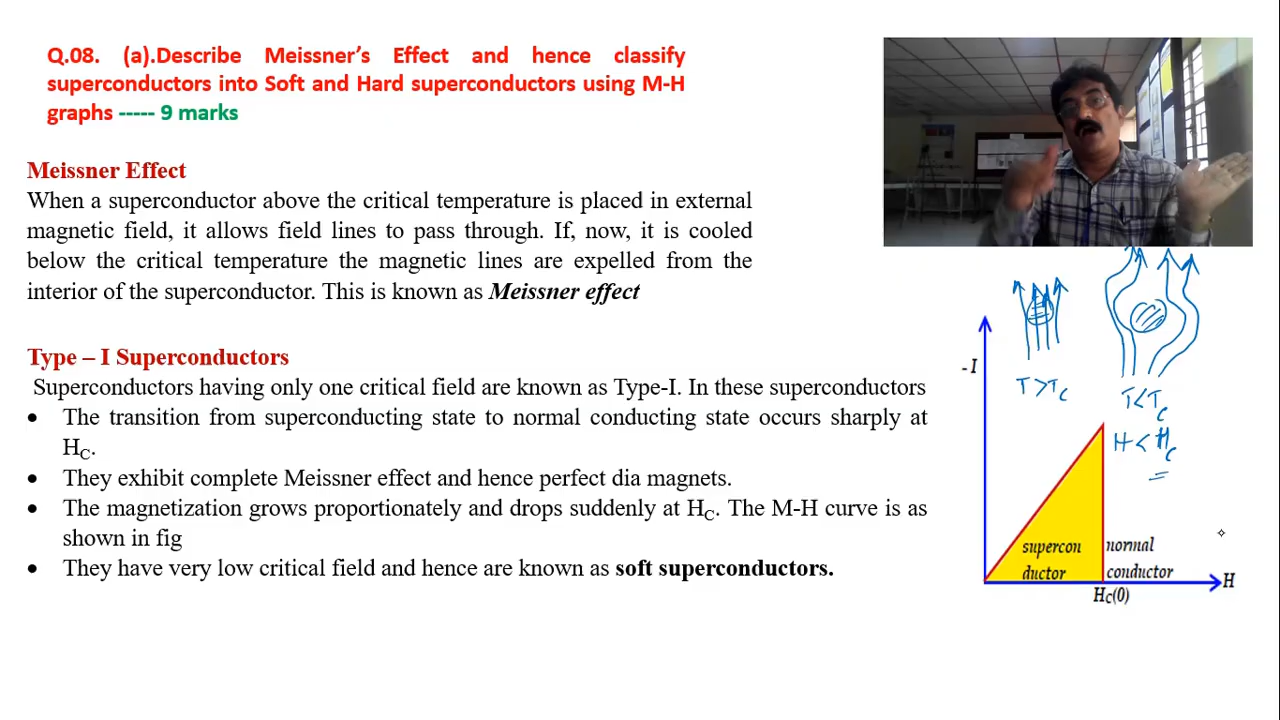 Q.08. (a).Describe Meissner's Effect and hence classify
superconductors into Soft and Hard superconductors using M-H
graphs ----- 9 marks
Meissner Effect
When a superconductor above the critical temperature is placed in external
magnetic field, it allows field lines to pass through. If, now, it is cooled
below the critical temperature the magnetic lines are expelled from the
interior of the superconductor. This is known as Meissner effect
Type – I Superconductors
Superconductors having only one critical field are known as Type-I. In these superconductors
• The transition from superconducting state to normal conducting state occurs sharply at
HC.
• They exhibit complete Meissner effect and hence perfect dia magnets.
• The magnetization grows proportionately and drops suddenly at HC. The M-H curve is as
shown in fig
• They have very low critical field and hence are known as soft superconductors.
- I
T>TC
T<TC
H<HC
supercon
ductor
normal
conductor
H
HC(0)